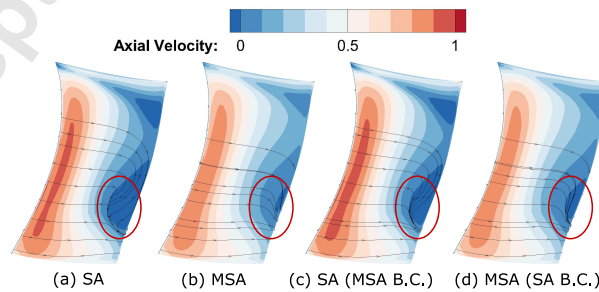 Axial Velocity: 0 0.5 1
(a) SA (b) MSA (c) SA (MSA B.C.) (d) MSA (SA B.C.)